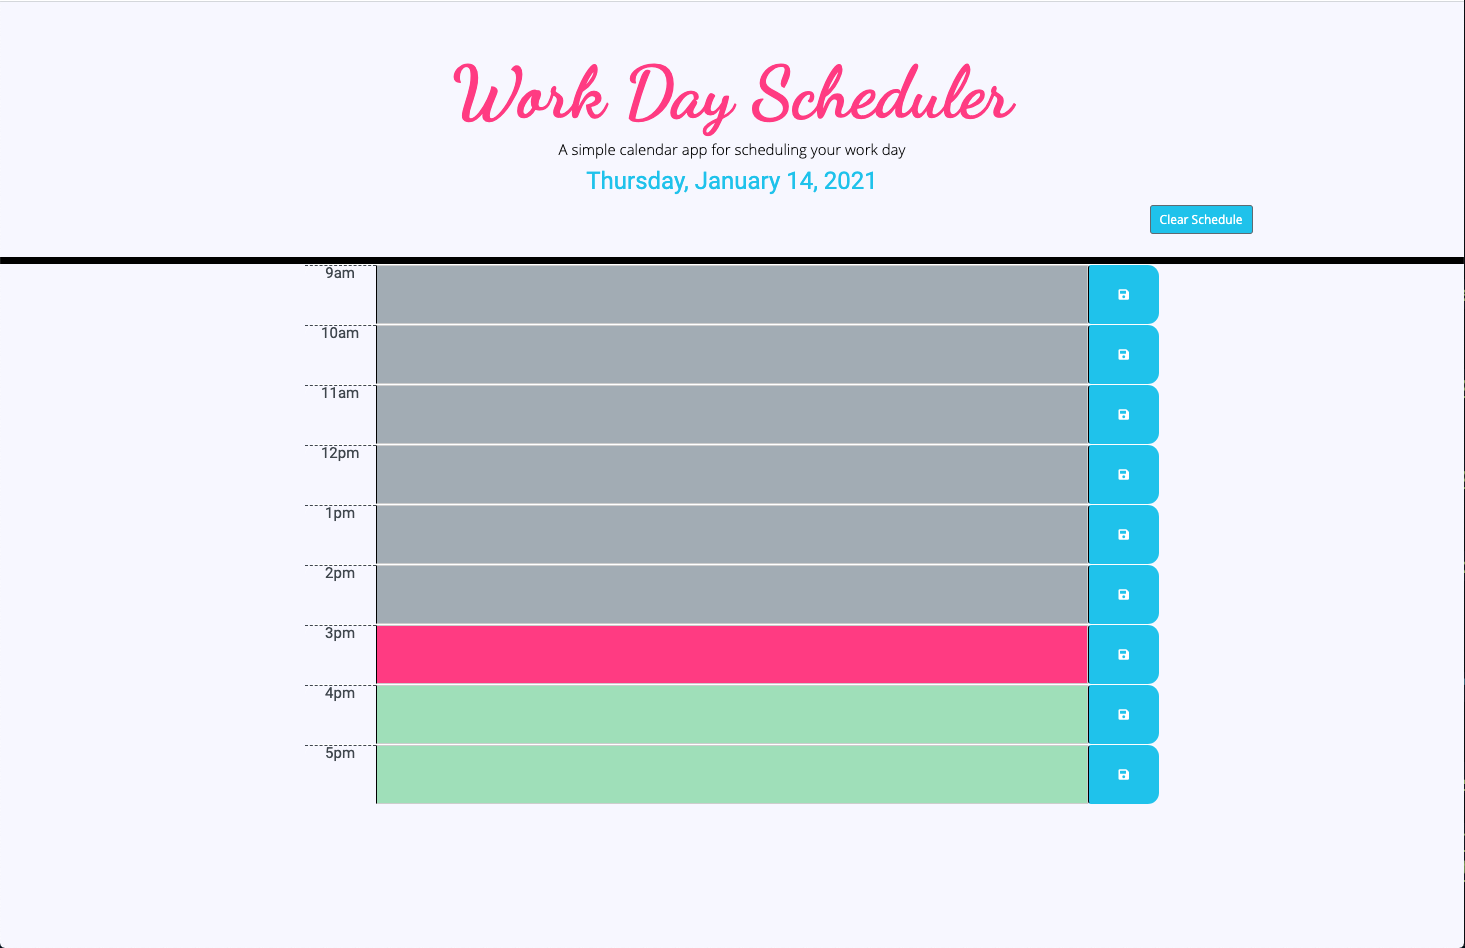 Work Day Scheduler
A simple calendar app for scheduling your work day
Thursday, January 14, 2021
Clear Schedule
9am
10am
11am
12pm
1pm
2pm
3pm
4pm
5pm